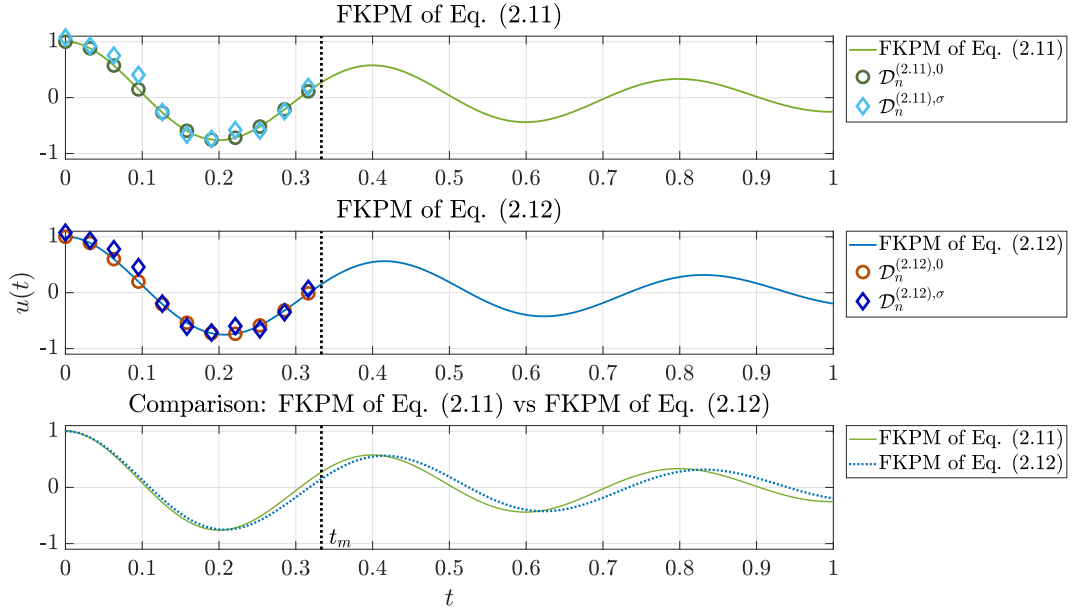 FKPM of Eq. (2.11)
1
0
-1
0 0.1 0.2 0.3 0.4 0.5 0.6 0.7 0.8 0.9 1
FKPM of Eq. (2.11)
𝒟ₙ^{(2.11),0}
𝒟ₙ^{(2.11),σ}
FKPM of Eq. (2.12)
1
0
-1
u(t)
0 0.1 0.2 0.3 0.4 0.5 0.6 0.7 0.8 0.9 1
FKPM of Eq. (2.12)
𝒟ₙ^{(2.12),0}
𝒟ₙ^{(2.12),σ}
Comparison: FKPM of Eq. (2.11) vs FKPM of Eq. (2.12)
1
0
-1
tₘ
0 0.1 0.2 0.3 0.4 0.5 0.6 0.7 0.8 0.9 1
t
FKPM of Eq. (2.11)
FKPM of Eq. (2.12)